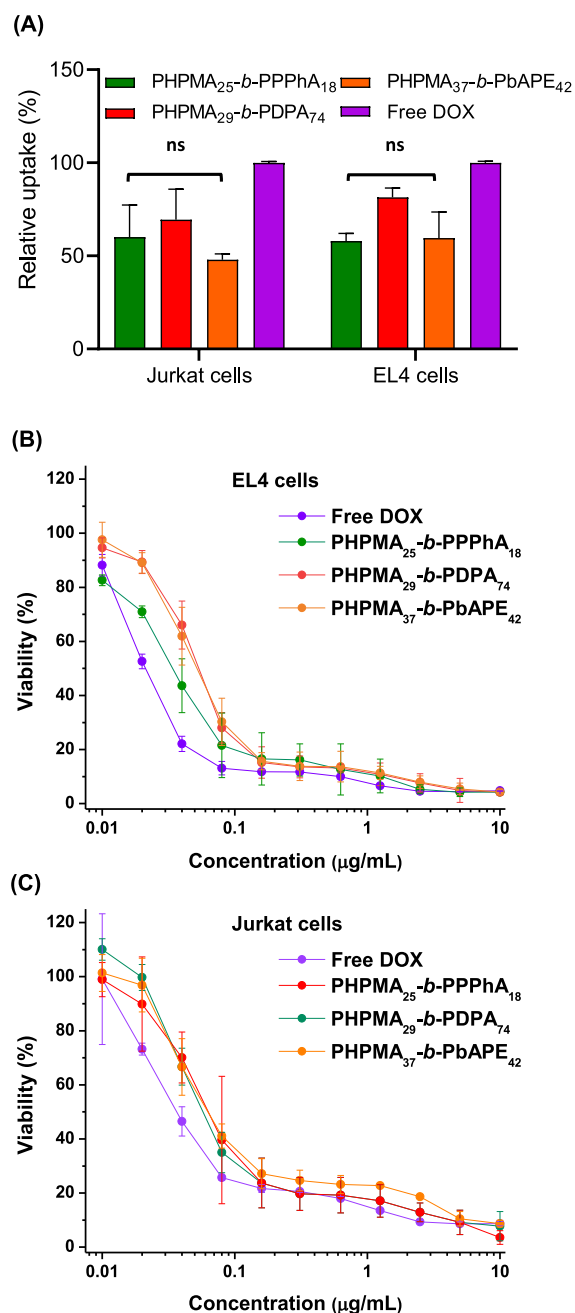 (A)
PHPMA25-b-PPPhA18 PHPMA37-b-PbAPE42
PHPMA29-b-PDPA74 Free DOX
150
100
50
0
Relative uptake (%)
ns ns
Jurkat cells EL4 cells
(B)
EL4 cells
Free DOX
PHPMA25-b-PPPhA18
PHPMA29-b-PDPA74
PHPMA37-b-PbAPE42
120
100
80
60
40
20
0
Viability (%)
0.01 0.1 1 10
Concentration (μg/mL)
(C)
Jurkat cells
Free DOX
PHPMA25-b-PPPhA18
PHPMA29-b-PDPA74
PHPMA37-b-PbAPE42
120
100
80
60
40
20
0
Viability (%)
0.01 0.1 1 10
Concentration (μg/mL)